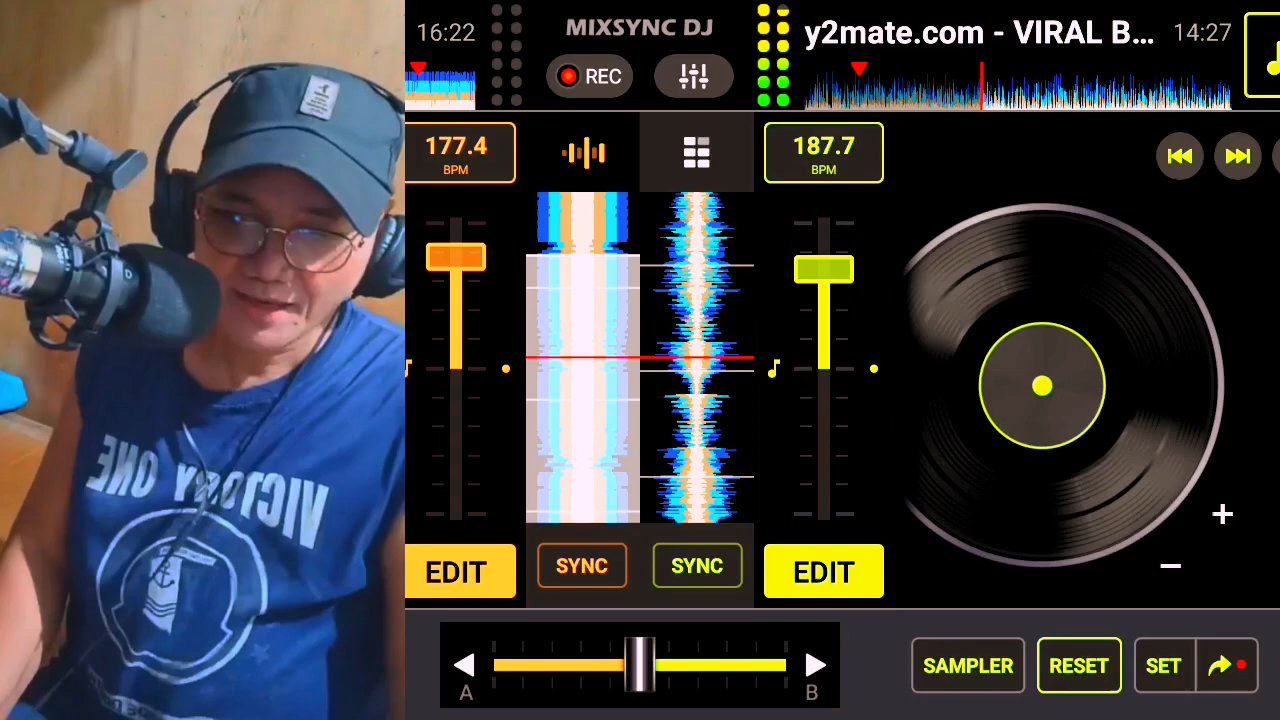 16:22
MIXSYNC DJ
REC
y2mate.com - VIRAL B...
14:27
177.4
BPM
187.7
BPM
VICTORY ONE
EDIT
SYNC
SYNC
EDIT
A
B
SAMPLER
RESET
SET